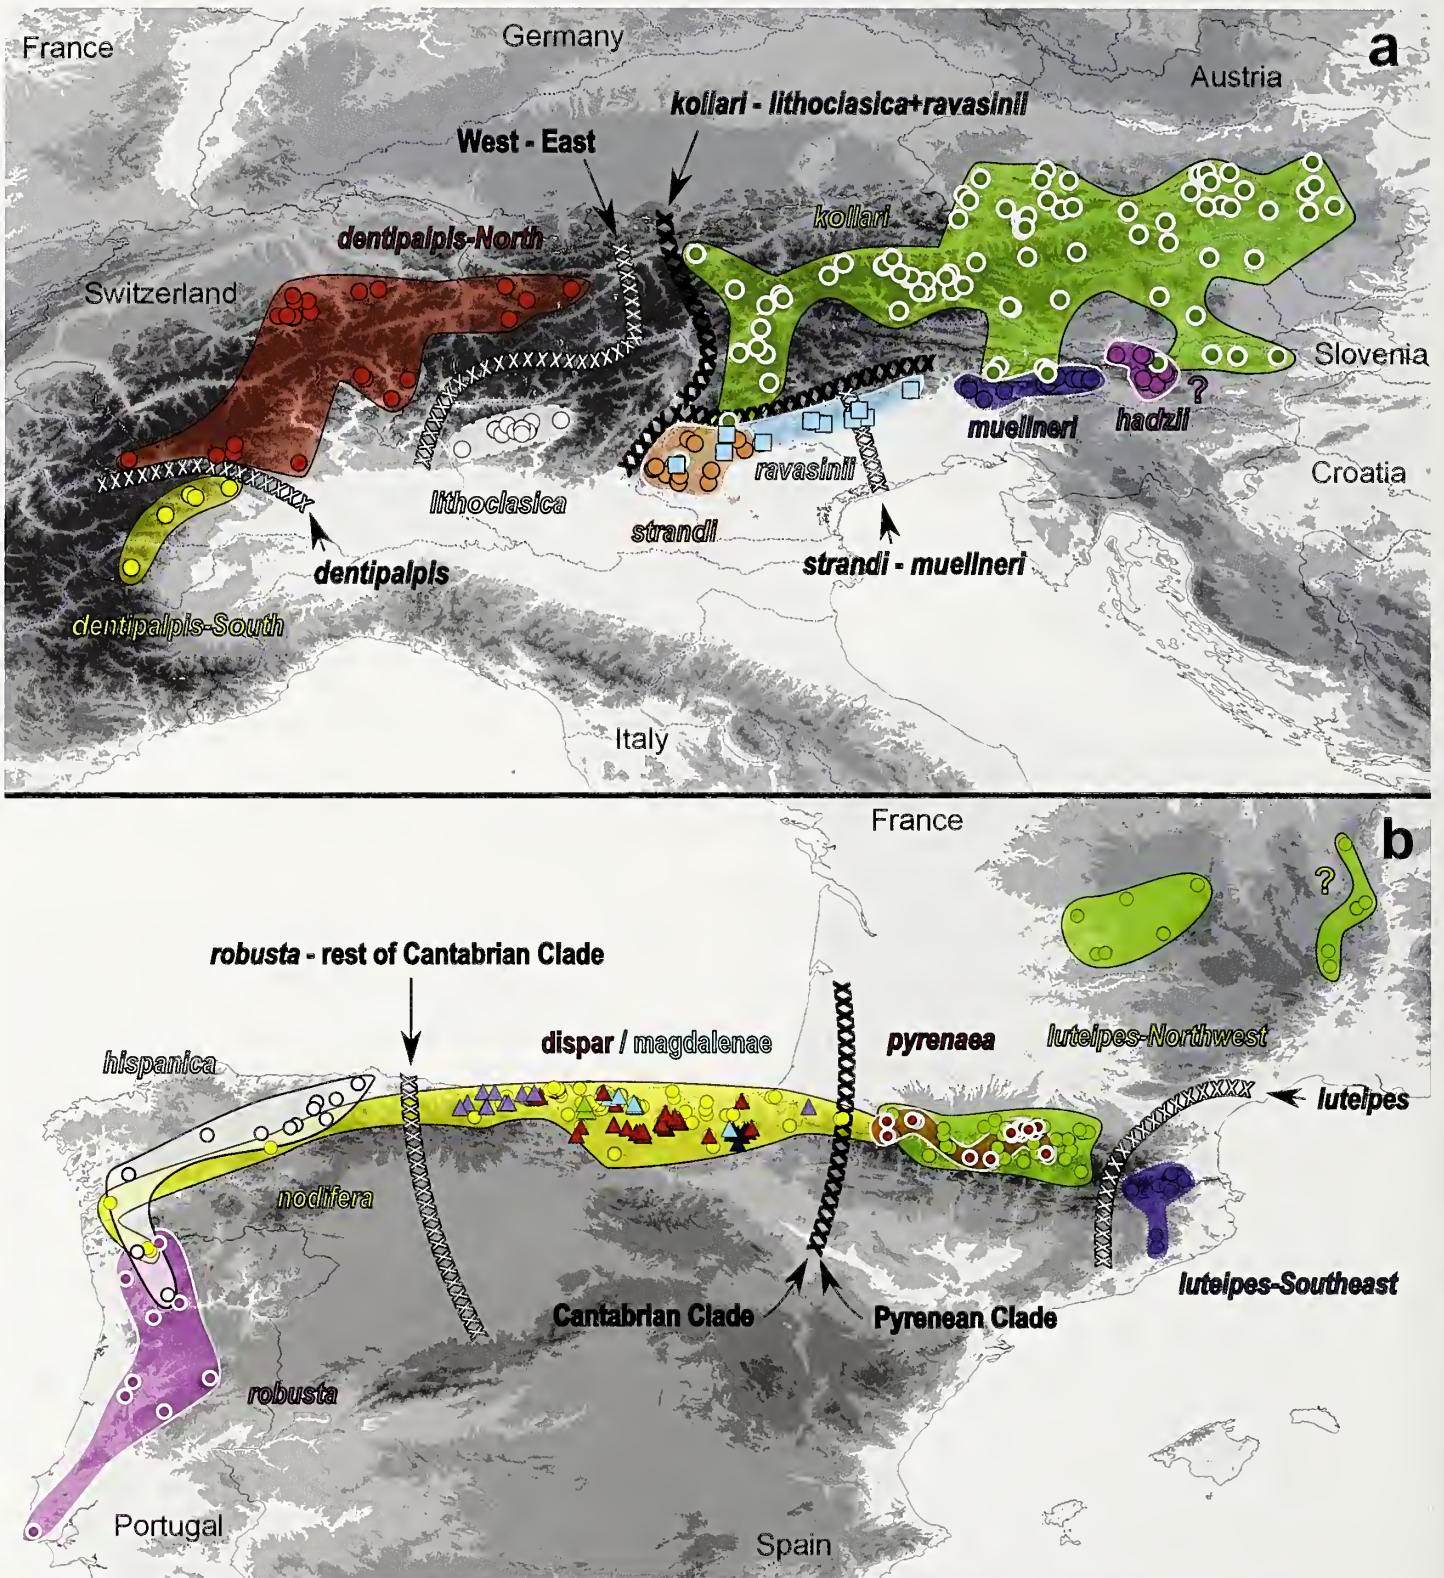 France
Germany
a
Austria
kollari - lithoclasica+ravasinii
West - East
kollari
dentipalpis-North
Switzerland
Slovenia
?
muellneri
hadzii
ravasinii
Croatia
lithoclasica
strandi
strandi - muellneri
dentipalpis
dentipalpis-South
Italy
France
b
?
robusta - rest of Cantabrian Clade
dispar / magdalenae
pyrenaea
luteipes-Northwest
hispanica
luteipes
nodifera
luteipes-Southeast
Cantabrian Clade
Pyrenean Clade
robusta
Portugal
Spain